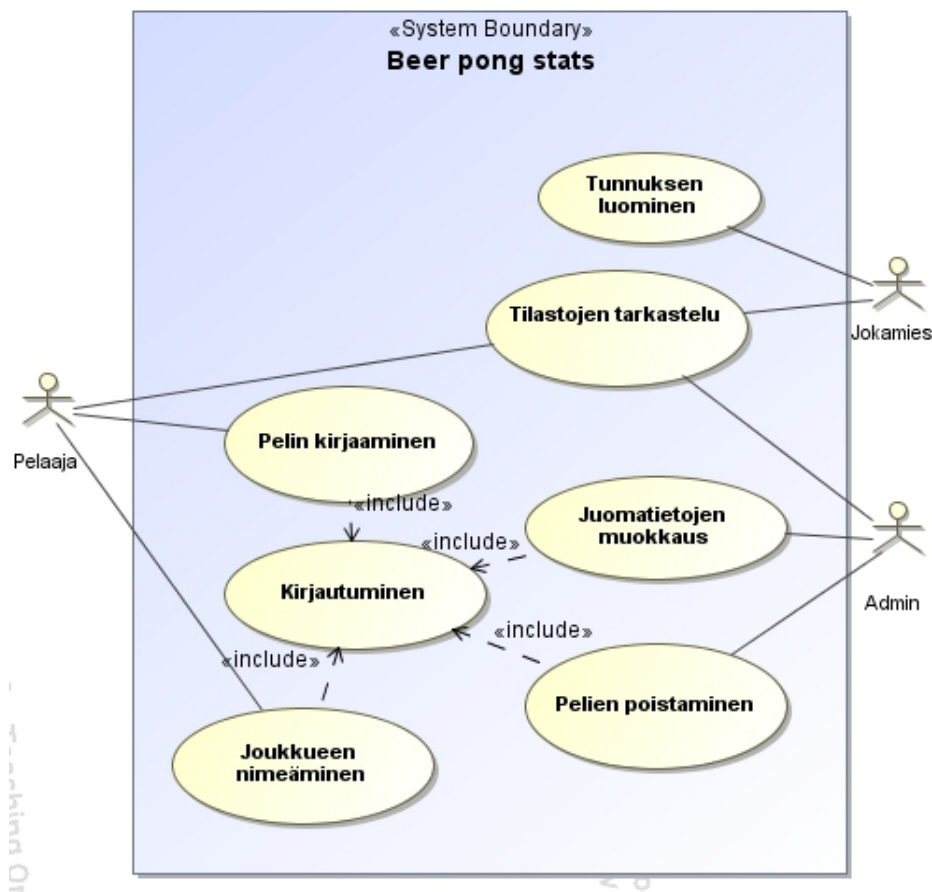 «System Boundary»
Beer pong stats
Tunnuksen
luominen
Tilastojen tarkastelu
Jokamies
Pelaaja
Pelin kirjaaminen
«include»
Juomatietojen
muokkaus
«include»
Kirjautuminen
Admin
«include»
«include»
Pelien poistaminen
Joukkueen
nimeäminen